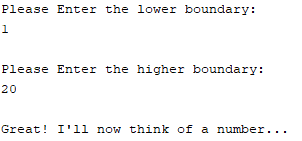 Please Enter the lower boundary:
1
Please Enter the higher boundary:
20
Great! I'll now think of a number...